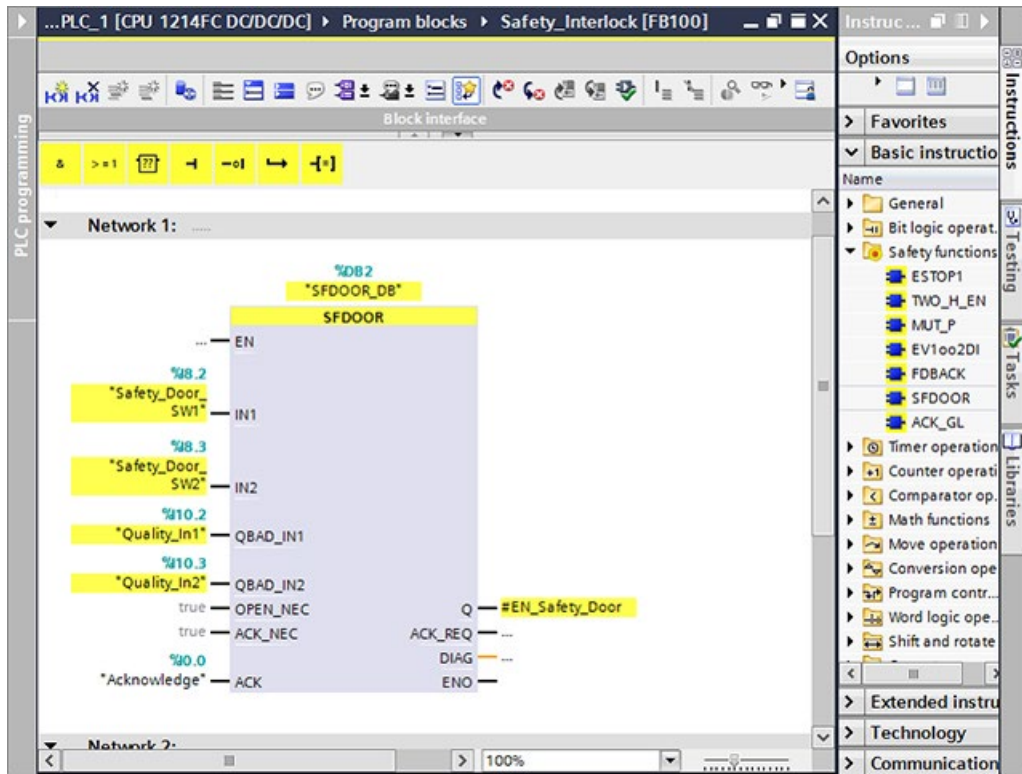 ...PLC_1 [CPU 1214FC DC/DC/DC] ▸ Program blocks ▸ Safety_Interlock [FB100]
Instruc...
Options
Block interface
Favorites
Basic instructio
Name
& >=1 ??
PLC programming
Network 1: .....
%DB2
"SFDOOR_DB"
SFDOOR
... EN
%I8.2
"Safety_Door_
SW1" IN1
%I8.3
"Safety_Door_
SW2" IN2
%I10.2
"Quality_In1" QBAD_IN1
%I10.3
"Quality_In2" QBAD_IN2
true OPEN_NEC Q #EN_Safety_Door
true ACK_NEC ACK_REQ ...
DIAG ...
%I0.0
"Acknowledge" ACK ENO
Network 2:
100%
General
Bit logic operat.
Safety functions
ESTOP1
TWO_H_EN
MUT_P
EV1oo2DI
FDBACK
SFDOOR
ACK_GL
Timer operation
Counter operati
Comparator op.
Math functions
Move operation
Conversion ope
Program contr...
Word logic ope..
Shift and rotate
Extended instru
Technology
Communication
Instructions
Testing
Tasks
Libraries